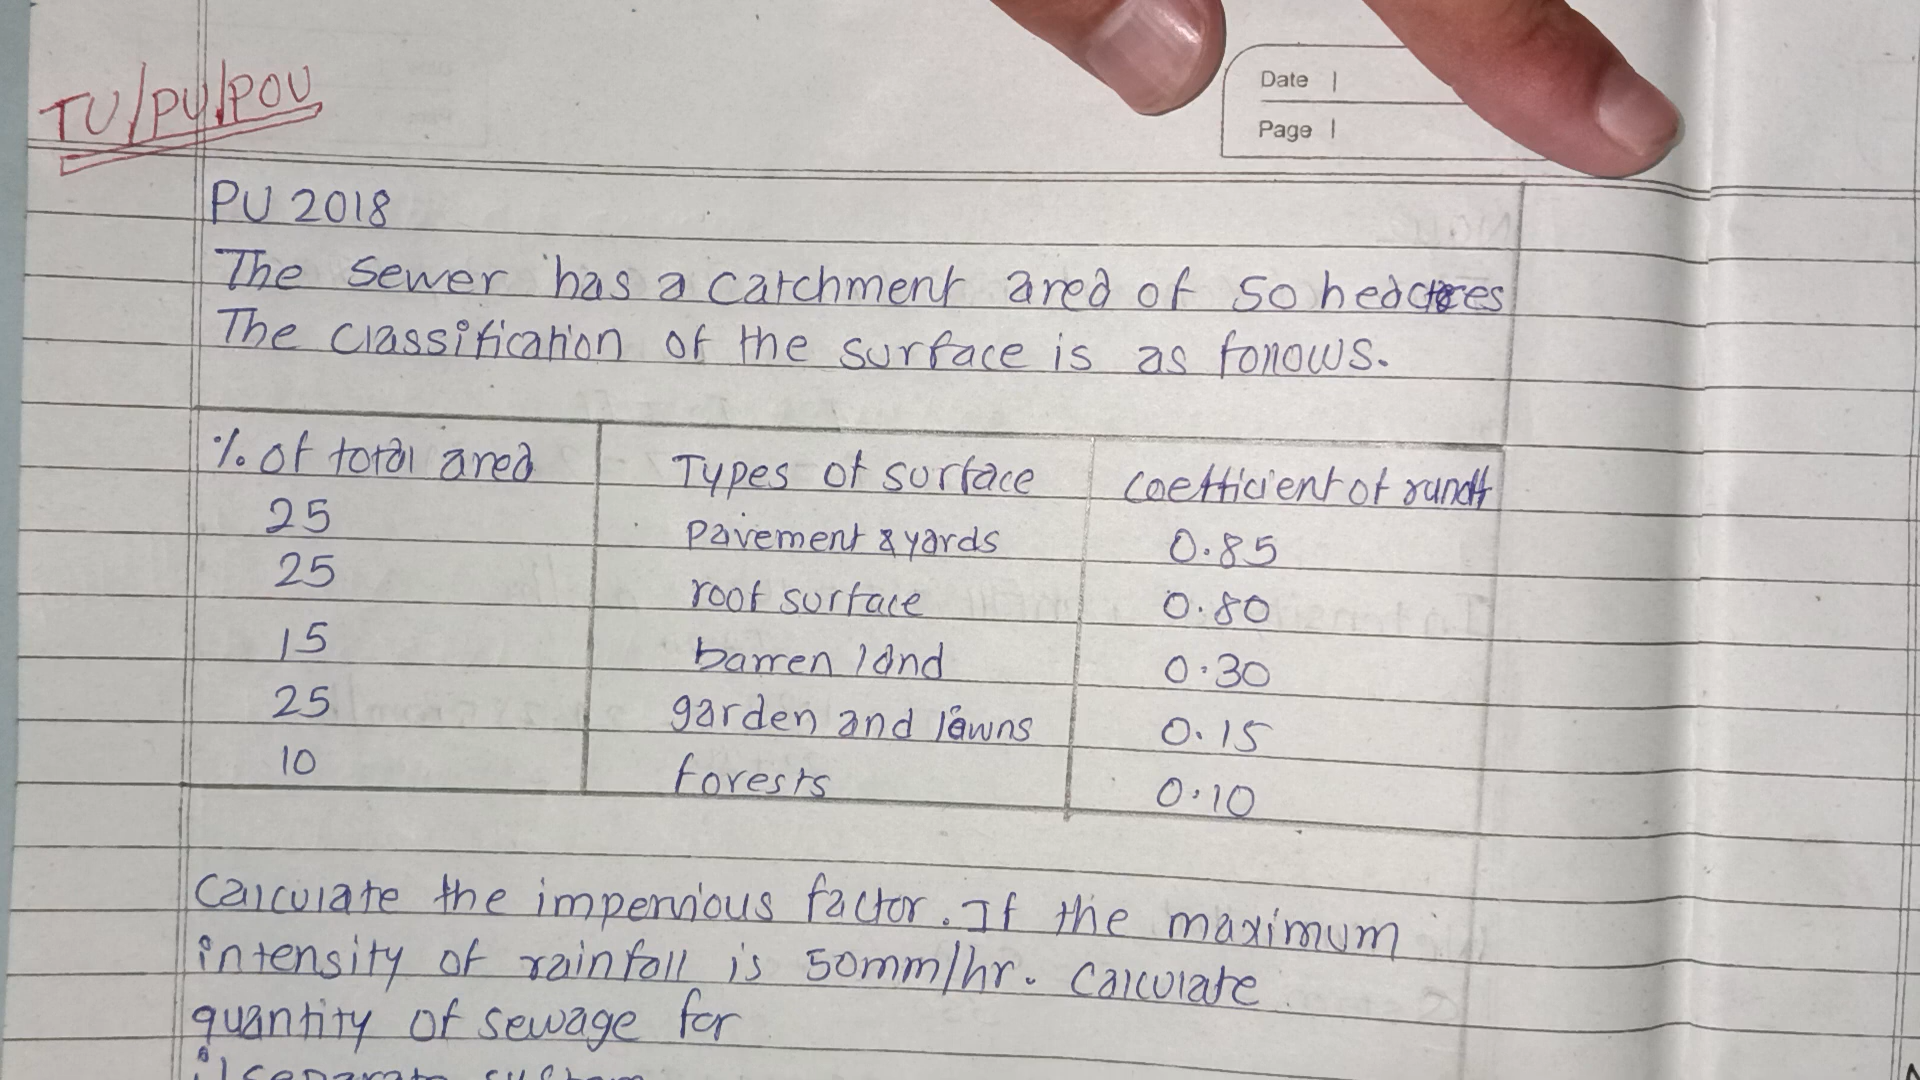 TU/PU/POU
Date
Page
PU 2018
The sewer has a catchment area of 50 heactres
The classification of the surface is as follows.
% of total area Types of surface coefficient of runoff
25 pavement & yards 0.85
25 roof surface 0.80
15 barren land 0.30
25 garden and lawns 0.15
10 forests 0.10
Calculate the impervious factor. If the maximum
intensity of rainfall is 50mm/hr. Calculate
quantity of sewage for
i) separate system